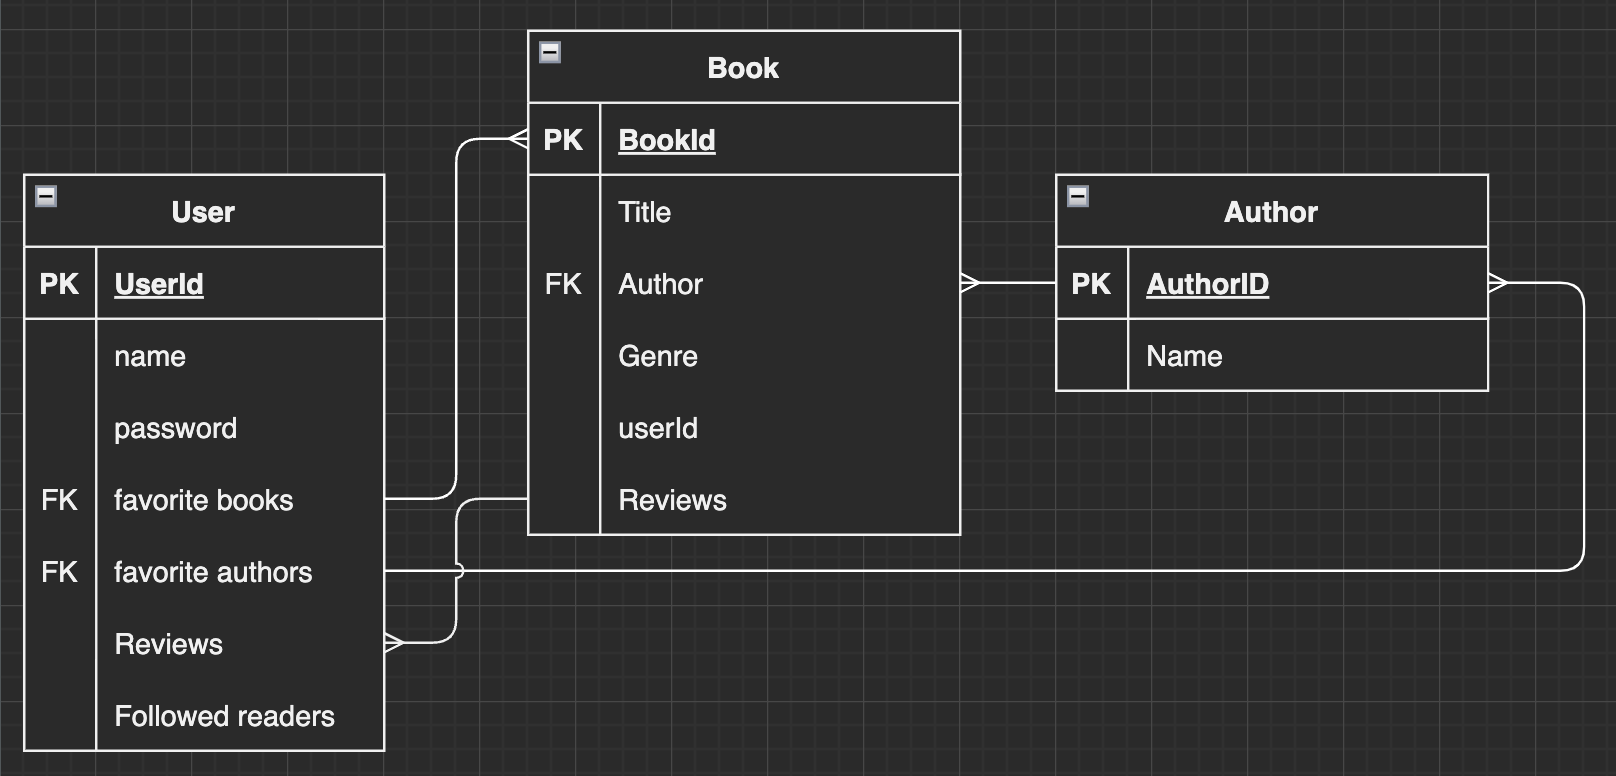 User
PK UserId
name
password
FK favorite books
FK favorite authors
Reviews
Followed readers
Book
PK BookId
Title
FK Author
Genre
userId
Reviews
Author
PK AuthorID
Name